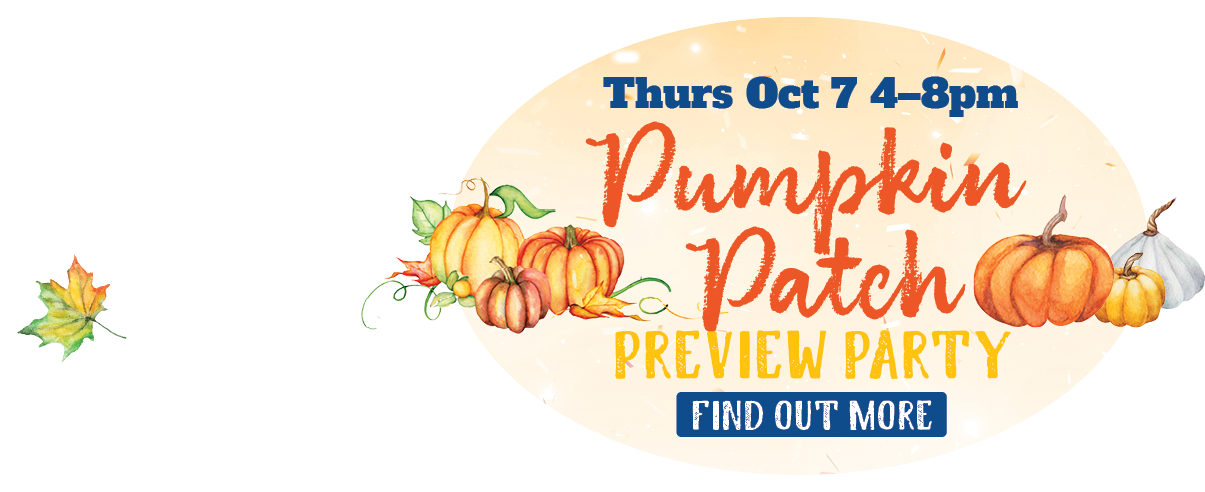 Thurs Oct 7 4–8pm
Pumpkin
Patch
PREVIEW PARTY
FIND OUT MORE